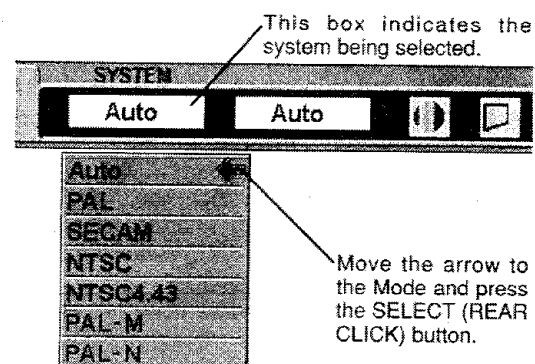 This box indicates the
system being selected.
SYSTEM
Auto Auto
Auto
PAL
SECAM
NTSC
NTSC4.43
PAL-M
PAL-N
Move the arrow to
the Mode and press
the SELECT (REAR
CLICK) button.